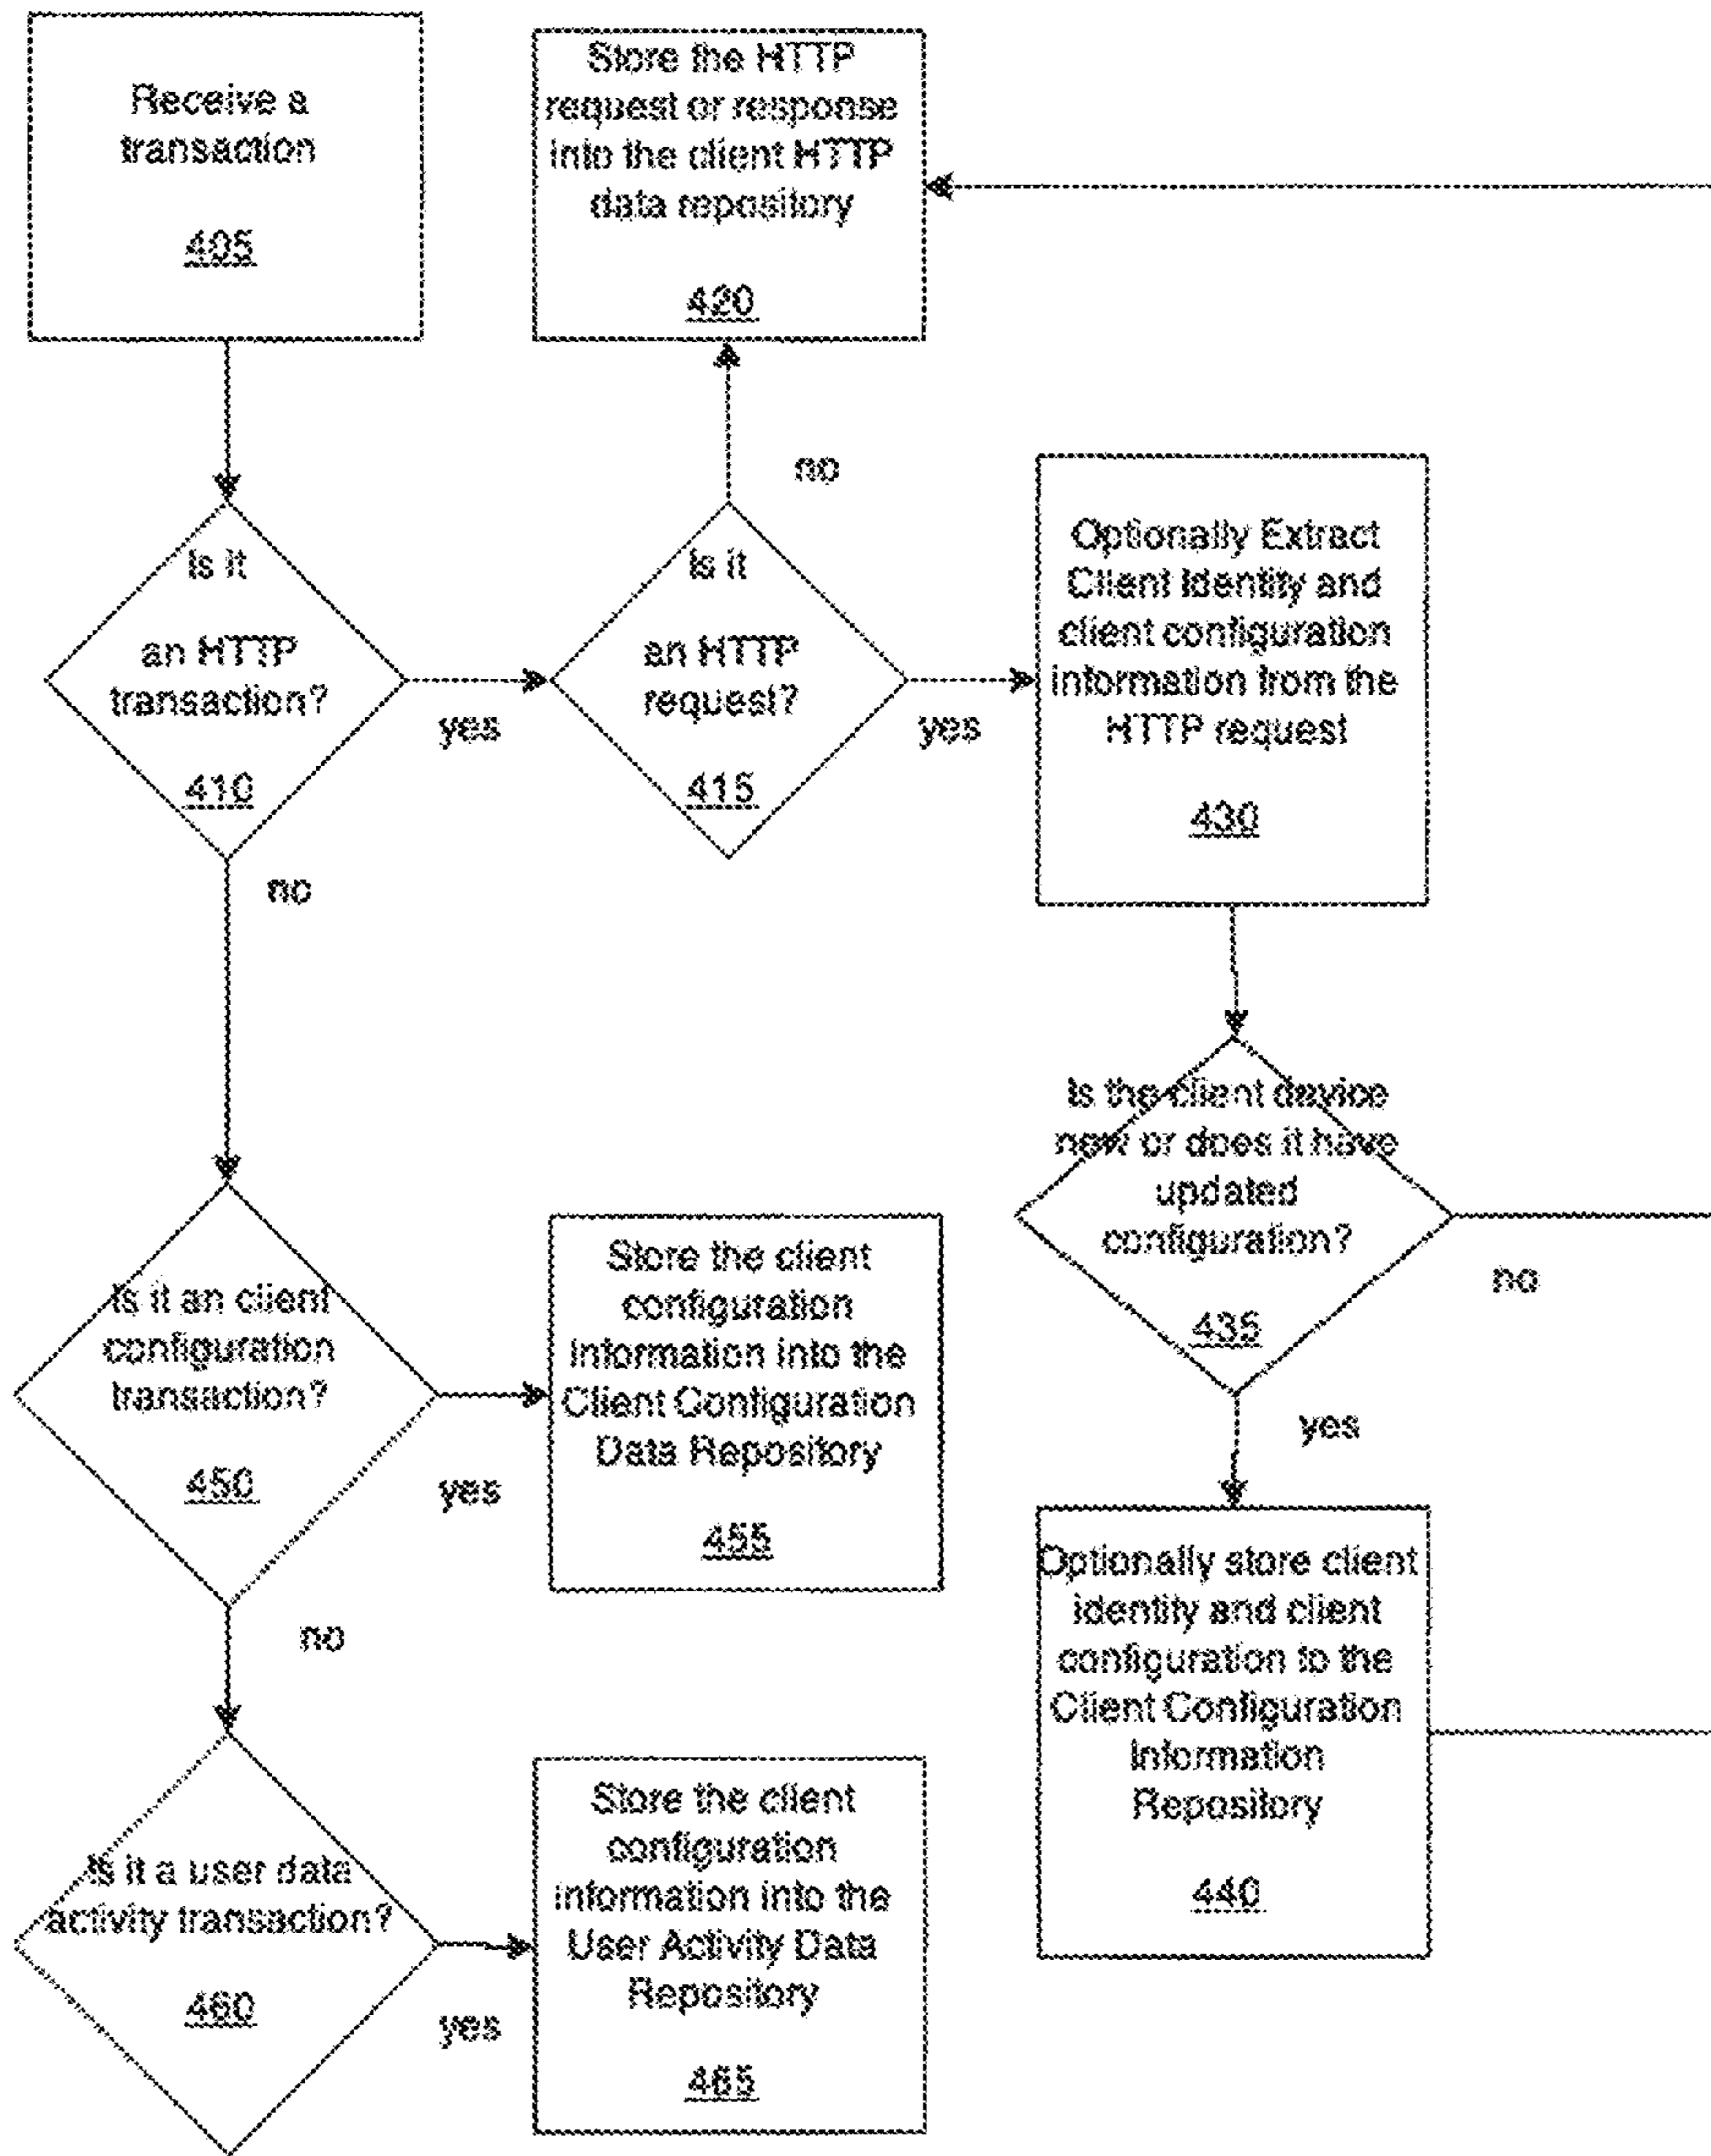 Receive a
transaction
405
Store the HTTP
request or response
into the client HTTP
data repository
420
no
Is it
an HTTP
transaction?
410
yes
no
Is it
an HTTP
request?
415
yes
Optionally Extract
Client Identity and
client configuration
information from the
HTTP request
430
Is the client device
new or does it have
updated
configuration?
435
no
yes
Is it an client
configuration
transaction?
450
yes
no
Store the client
configuration
information into the
Client Configuration
Data Repository
455
Optionally store client
identity and client
configuration to the
Client Configuration
Information
Repository
440
Is it a user data
activity transaction?
460
yes
Store the client
configuration
information into the
User Activity Data
Repository
465